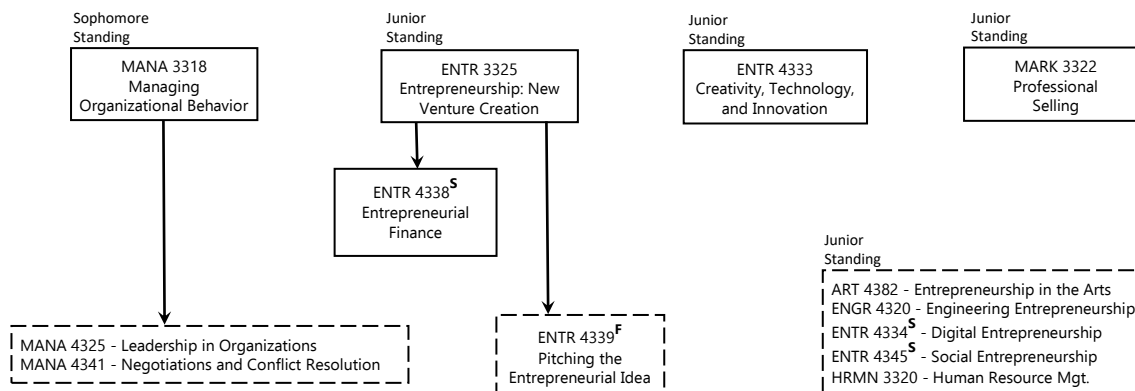 Sophomore
Standing
MANA 3318
Managing
Organizational Behavior
Junior
Standing
ENTR 3325
Entrepreneurship: New
Venture Creation
Junior
Standing
ENTR 4333
Creativity, Technology,
and Innovation
Junior
Standing
MARK 3322
Professional
Selling
ENTR 4338S
Entrepreneurial
Finance
MANA 4325 - Leadership in Organizations
MANA 4341 - Negotiations and Conflict Resolution
ENTR 4339F
Pitching the
Entrepreneurial Idea
Junior
Standing
ART 4382 - Entrepreneurship in the Arts
ENGR 4320 - Engineering Entrepreneurship
ENTR 4334S - Digital Entrepreneurship
ENTR 4345S - Social Entrepreneurship
HRMN 3320 - Human Resource Mgt.